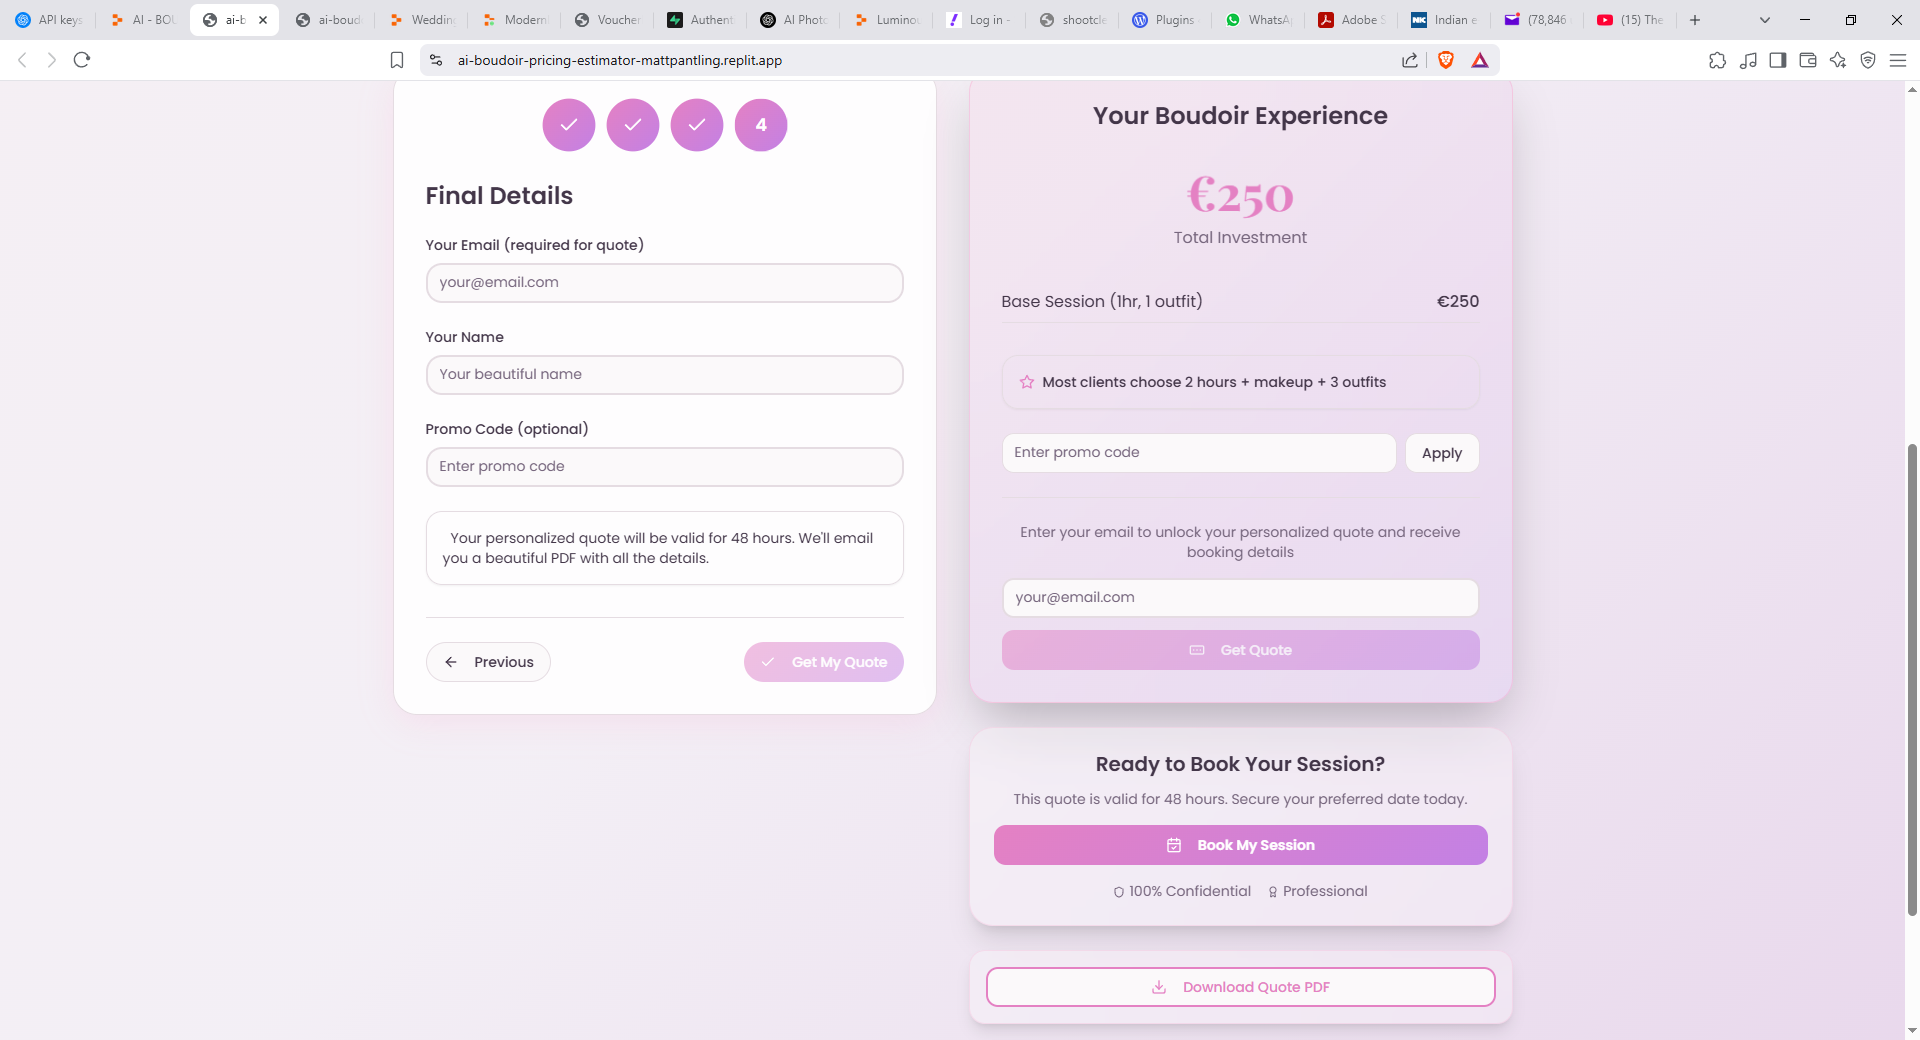 API keys
AI - BOU
ai-b
ai-boud
Wedding
Modern
Voucher
Authent
AI Photo
Luminou
Log in -
shootcle
Plugins
WhatsA
Adobe S
Indian e
(78,846
(15) The
ai-boudoir-pricing-estimator-mattpantling.replit.app
4
Final Details
Your Email (required for quote)
your@email.com
Your Name
Your beautiful name
Promo Code (optional)
Enter promo code
Your personalized quote will be valid for 48 hours. We'll email
you a beautiful PDF with all the details.
Previous
Get My Quote
Your Boudoir Experience
€250
Total Investment
Base Session (1hr, 1 outfit) €250
Most clients choose 2 hours + makeup + 3 outfits
Enter promo code
Apply
Enter your email to unlock your personalized quote and receive
booking details
your@email.com
Get Quote
Ready to Book Your Session?
This quote is valid for 48 hours. Secure your preferred date today.
Book My Session
100% Confidential Professional
Download Quote PDF